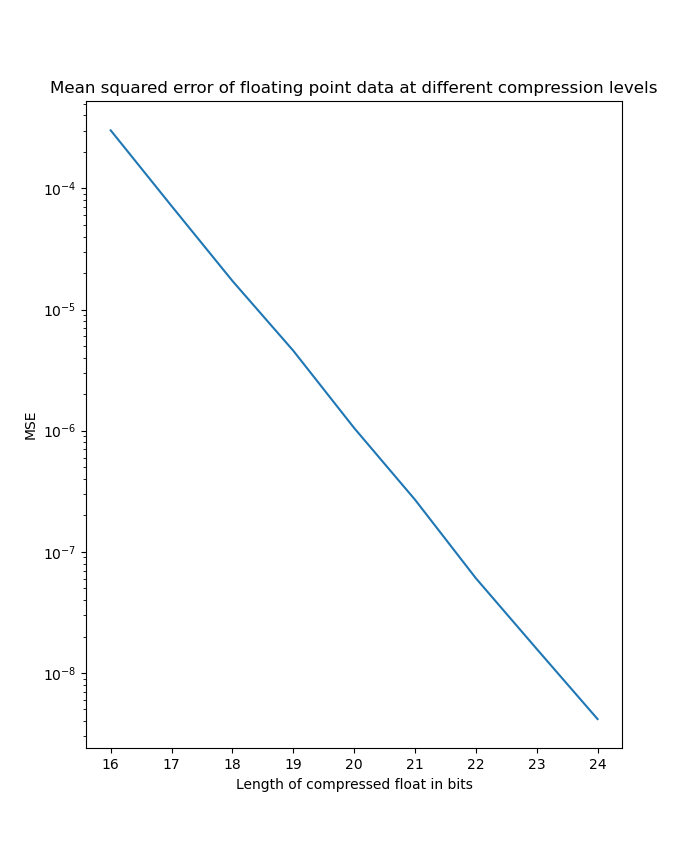 Mean squared error of floating point data at different compression levels
MSE
10⁻⁴
10⁻⁵
10⁻⁶
10⁻⁷
10⁻⁸
16 17 18 19 20 21 22 23 24
Length of compressed float in bits